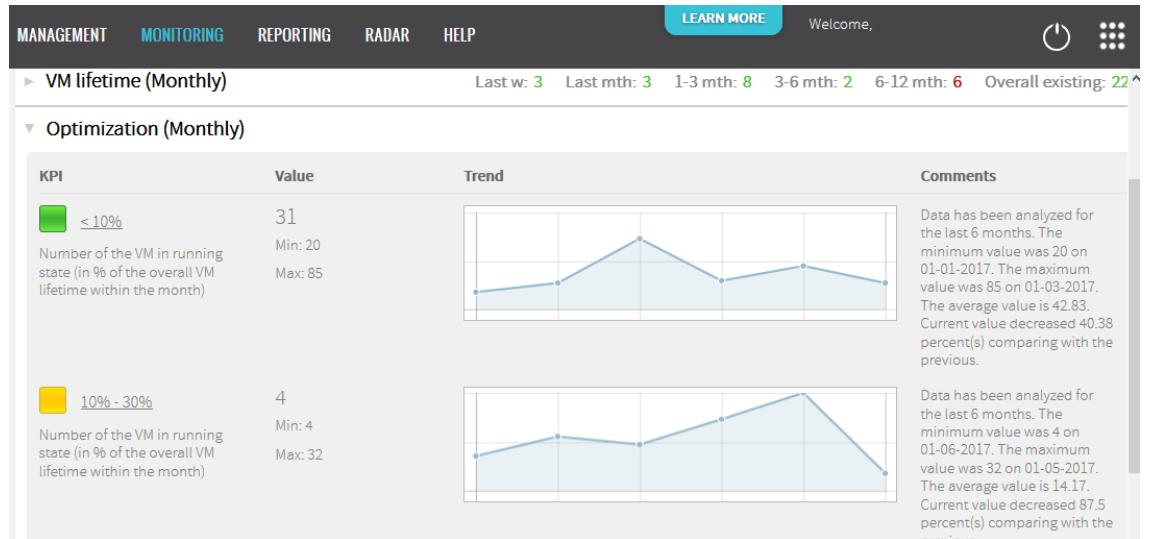 MANAGEMENT MONITORING REPORTING RADAR HELP LEARN MORE Welcome,
VM lifetime (Monthly) Last w: 3 Last mth: 3 1-3 mth: 8 3-6 mth: 2 6-12 mth: 6 Overall existing: 22
Optimization (Monthly)
KPI Value Trend Comments
< 10%
Number of the VM in running
state (in % of the overall VM
lifetime within the month)
31
Min: 20
Max: 85
Data has been analyzed for
the last 6 months. The
minimum value was 20 on
01-01-2017. The maximum
value was 85 on 01-03-2017.
The average value is 42.83.
Current value decreased 40.38
percent(s) comparing with the
previous.
10% - 30%
Number of the VM in running
state (in % of the overall VM
lifetime within the month)
4
Min: 4
Max: 32
Data has been analyzed for
the last 6 months. The
minimum value was 4 on
01-06-2017. The maximum
value was 32 on 01-05-2017.
The average value is 14.17.
Current value decreased 87.5
percent(s) comparing with the